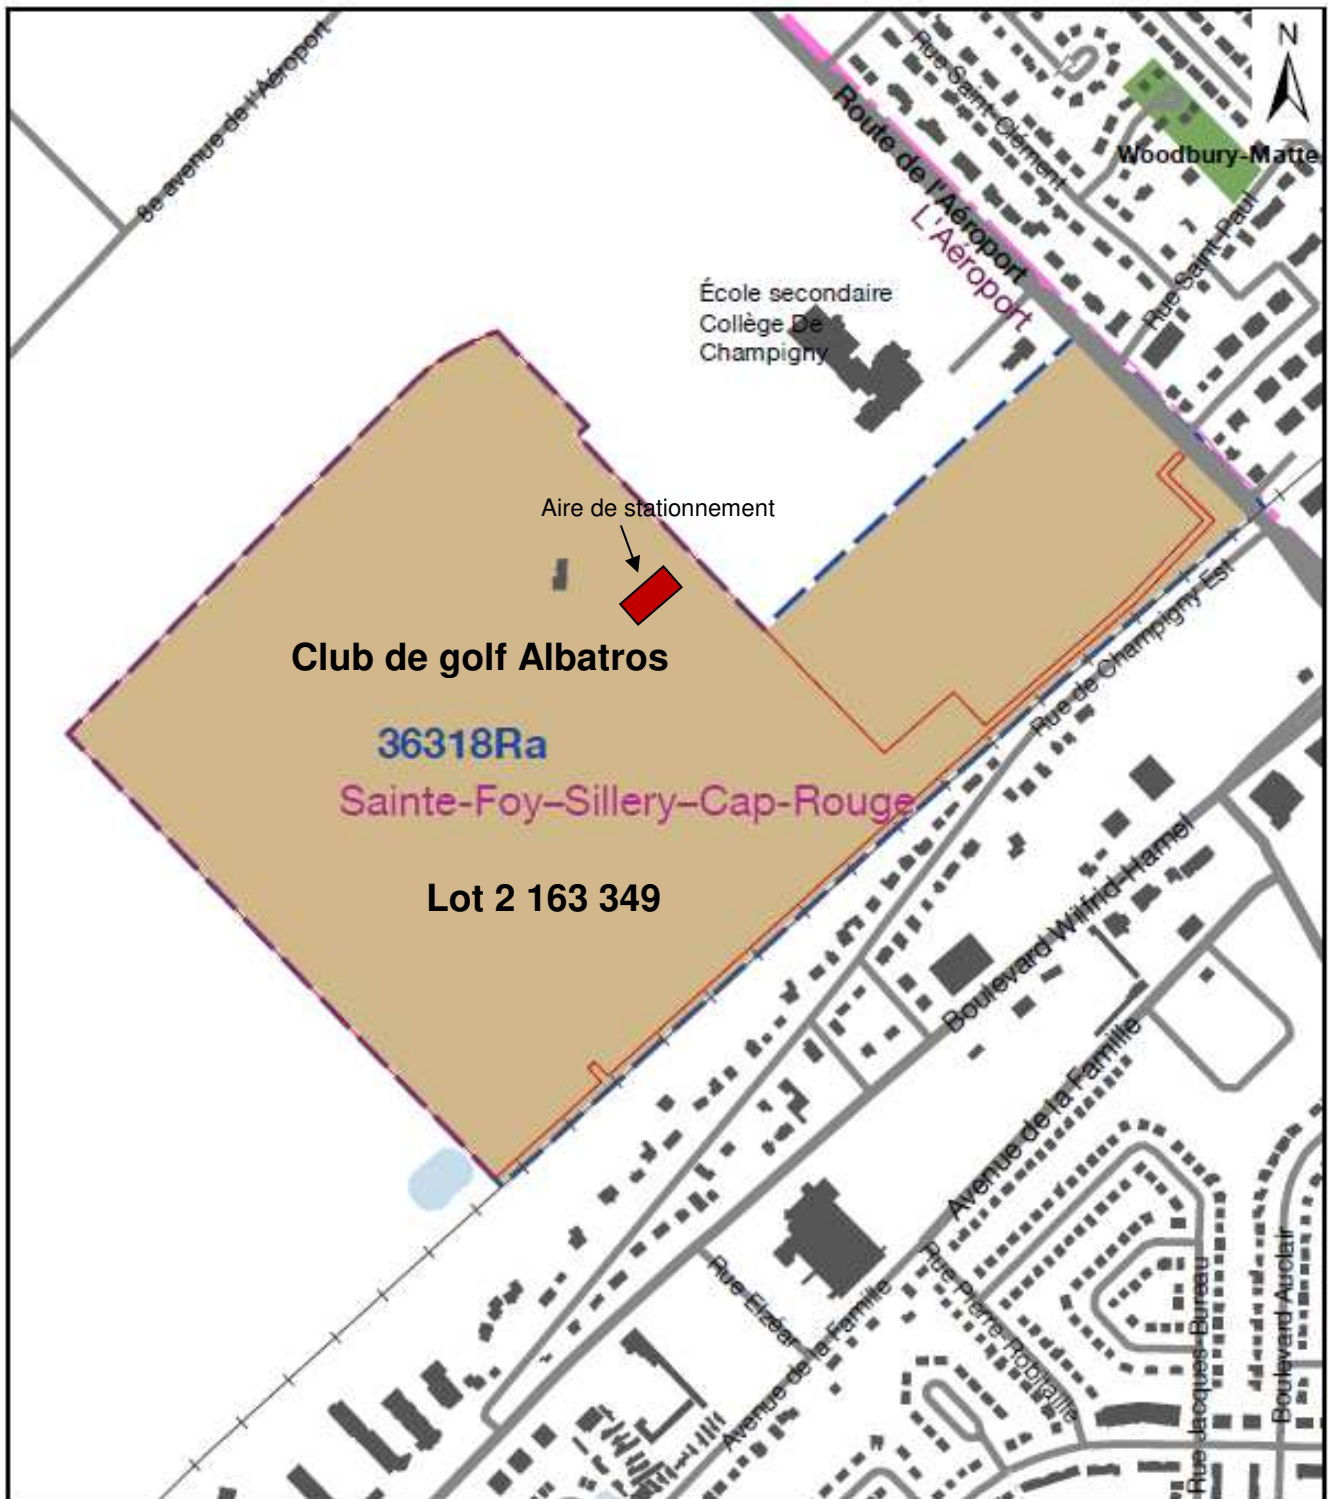 8e avenue de l'Aéroport
N
Rue Saint-Clément
Route de l'Aéroport
L'Aéroport
Woodbury-Matte
Rue Saint-Paul
École secondaire
Collège De
Champigny
Aire de stationnement
Club de golf Albatros
36318Ra
Sainte-Foy–Sillery–Cap-Rouge
Lot 2 163 349
Rue de Champigny Est
Boulevard Wilfrid-Hamel
Avenue de la Famille
Rue Elzéar
Avenue de la Famille
Rue Pierre-Robitaille
Rue Jacques-Bureau
Boulevard Auclair